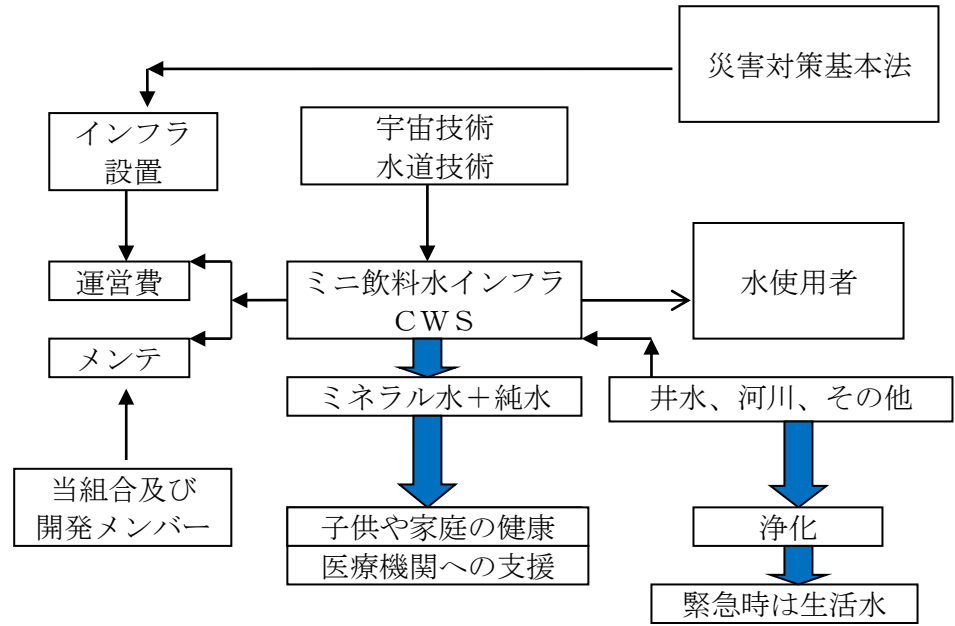 災害対策基本法
インフラ
設置
宇宙技術
水道技術
運営費
ミニ飲料水インフラ
ＣＷＳ
水使用者
メンテ
ミネラル水＋純水
井水、河川、その他
当組合及び
開発メンバー
子供や家庭の健康
医療機関への支援
浄化
緊急時は生活水